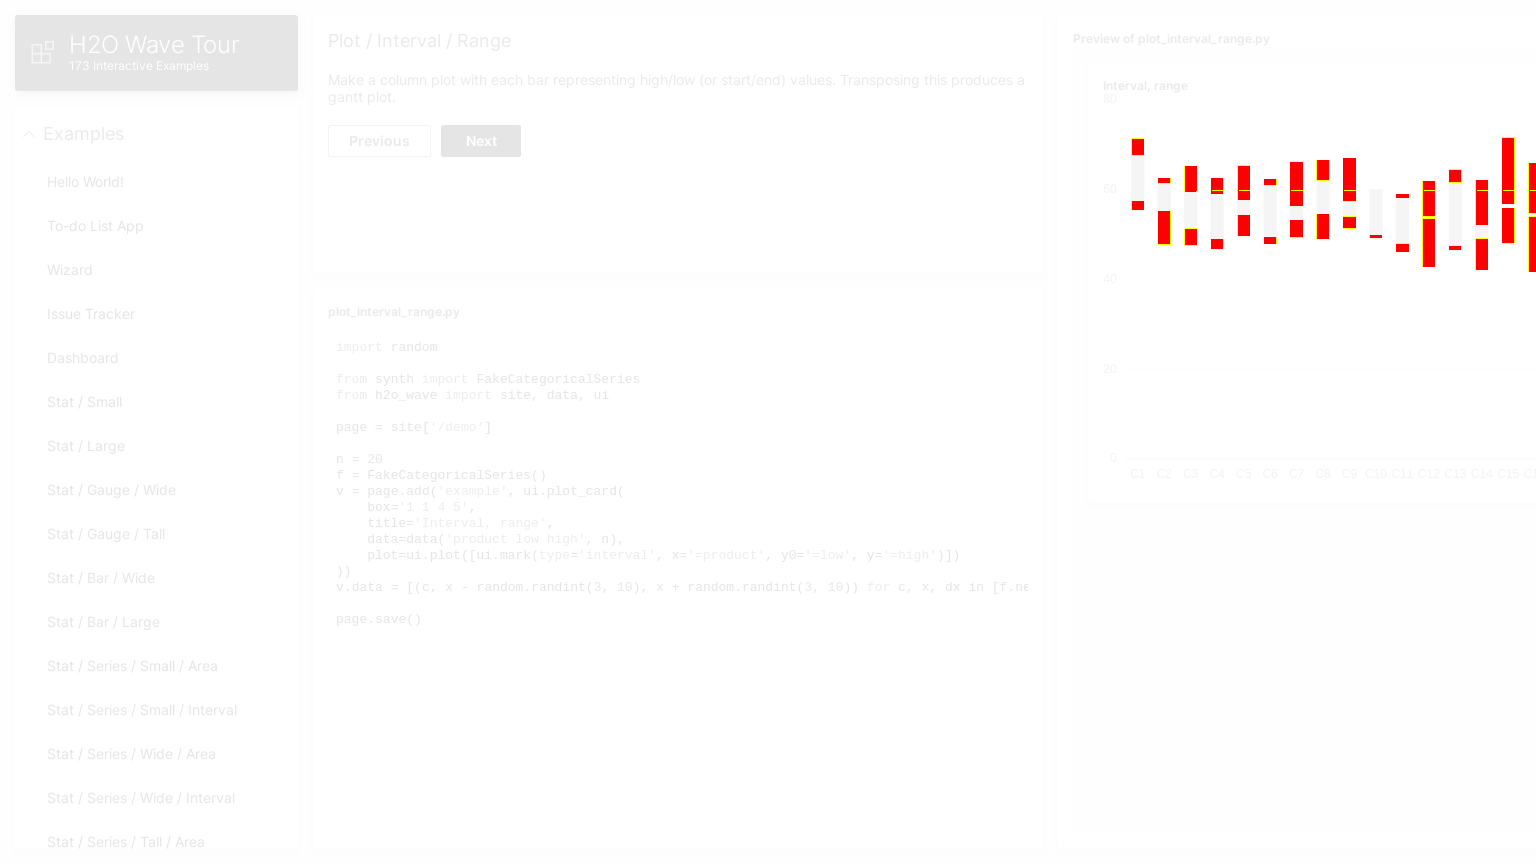 H2O Wave Tour
173 Interactive Examples
Examples
Hello World!
To-do List App
Wizard
Issue Tracker
Dashboard
Stat / Small
Stat / Large
Stat / Gauge / Wide
Stat / Gauge / Tall
Stat / Bar / Wide
Stat / Bar / Large
Stat / Series / Small / Area
Stat / Series / Small / Interval
Stat / Series / Wide / Area
Stat / Series / Wide / Interval
Stat / Series / Tall / Area
Plot / Interval / Range
Make a column plot with each bar representing high/low (or start/end) values. Transposing this produces a
gantt plot.
Previous Next
plot_interval_range.py
import random
from synth import FakeCategoricalSeries
from h2o_wave import site, data, ui
page = site['/demo']
n = 20
f = FakeCategoricalSeries()
v = page.add('example', ui.plot_card(
box='1 1 4 5',
title='Interval, range',
data=data('product low high', n),
plot=ui.plot([ui.mark(type='interval', x='=product', y0='=low', y='=high')])
))
v.data = [(c, x - random.randint(3, 10), x + random.randint(3, 10)) for c, x, dx in [f.ne
page.save()
Preview of plot_interval_range.py
Interval, range
80
60
40
20
0
C1 C2 C3 C4 C5 C6 C7 C8 C9 C10 C11 C12 C13 C14 C15